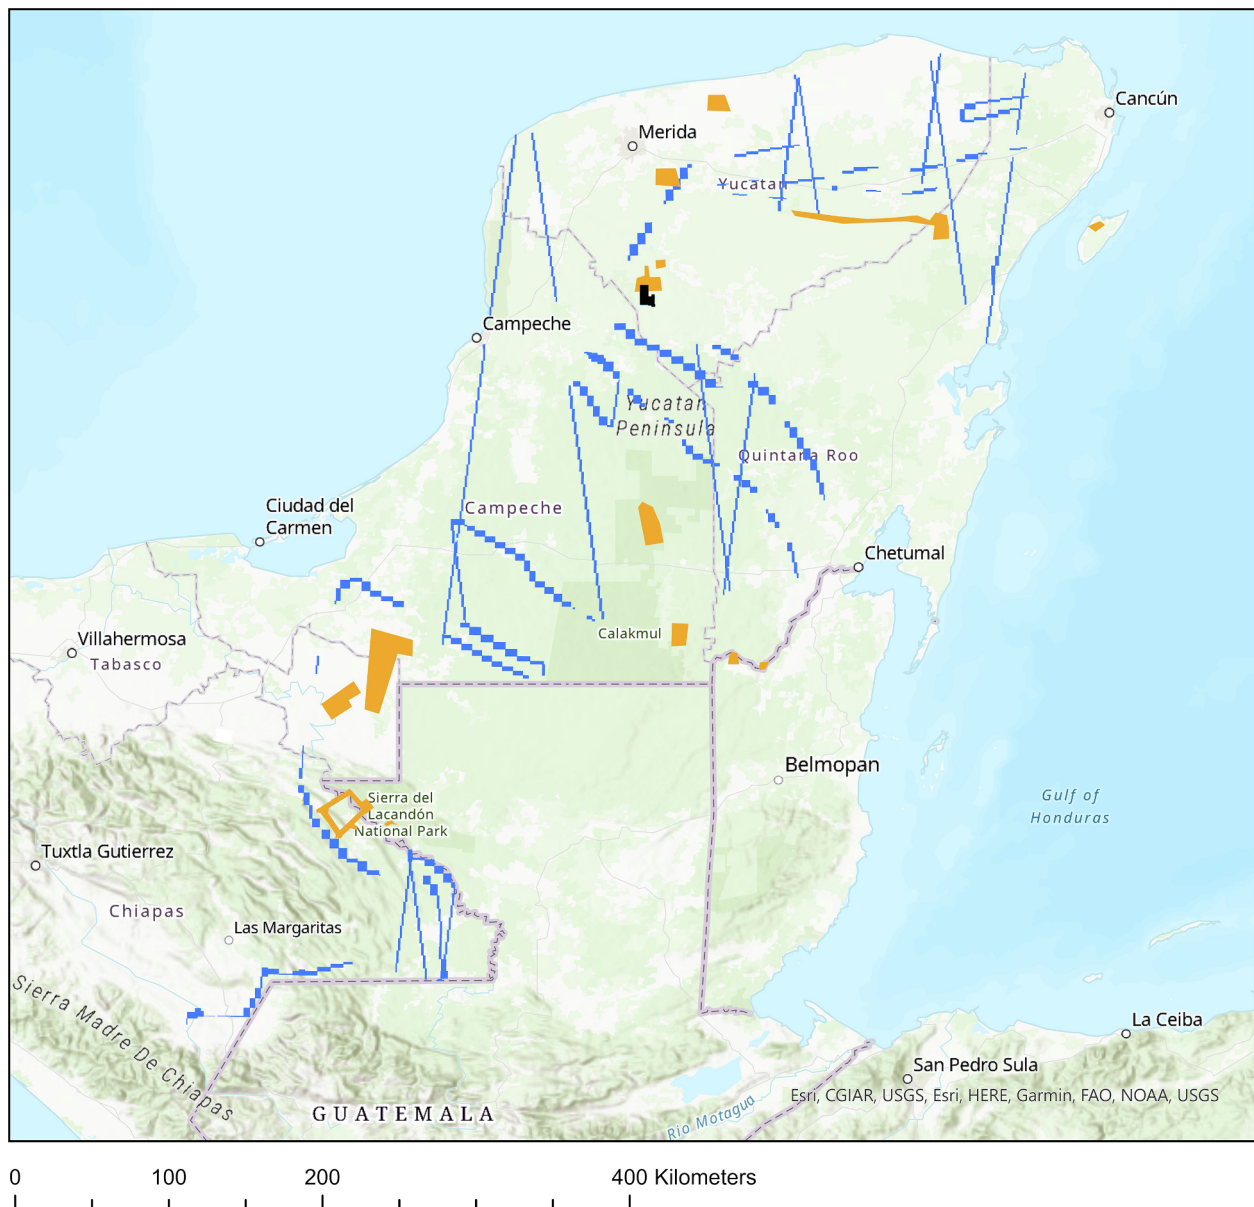 Cancún
Merida
Yucatan
Campeche
Yucatan
Peninsula
Quintana Roo
Ciudad del
Carmen
Campeche
Chetumal
Villahermosa
Tabasco
Calakmul
Belmopan
Sierra del
Lacandón
National Park
Gulf of
Honduras
Tuxtla Gutierrez
Chiapas
Las Margaritas
Sierra Madre De Chiapas
La Ceiba
San Pedro Sula
Esri, CGIAR, USGS, Esri, HERE, Garmin, FAO, NOAA, USGS
GUATEMALA
Rio Motagua
0 100 200 400 Kilometers